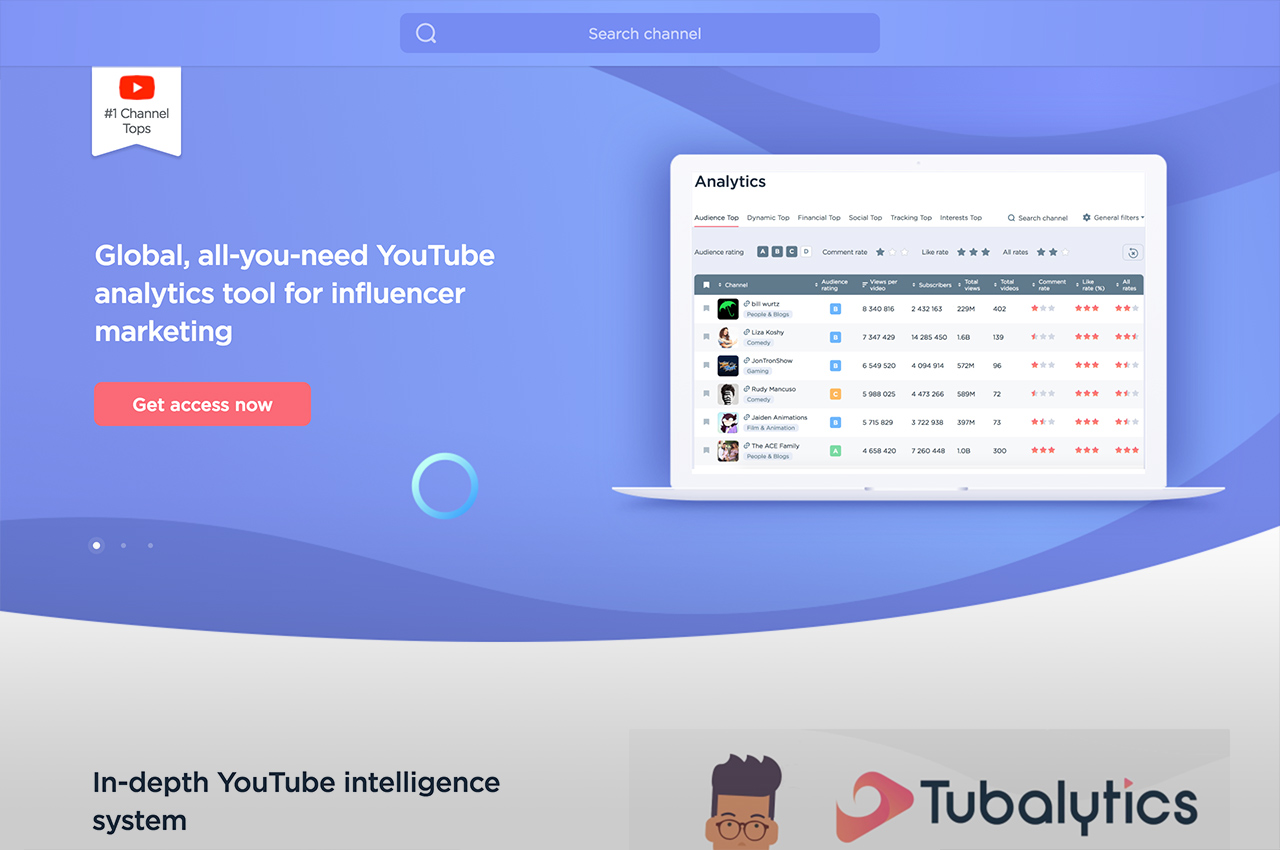 Search channel
#1 Channel
Tops
Global, all-you-need YouTube
analytics tool for influencer
marketing
Get access now
Analytics
Audience Top Dynamic Top Financial Top Social Top Tracking Top Interests Top Search channel General filters
Audience rating A B C D Comment rate Like rate All rates
Channel Audience rating Views per video Subscribers Total views Total videos Comment rate Like rate (%) All rates
bill wurtz
People & Blogs
B 8 340 816 2 432 163 229M 402
Liza Koshy
Comedy
B 7 347 429 14 285 450 1.6B 139
JonTronShow
Gaming
B 6 549 520 4 094 914 572M 96
Rudy Mancuso
Comedy
C 5 988 025 4 473 266 589M 72
Jaiden Animations
Film & Animation
B 5 715 829 3 722 938 397M 73
The ACE Family
People & Blogs
A 4 658 420 7 260 448 1.0B 300
In-depth YouTube intelligence
system
Tubalytics